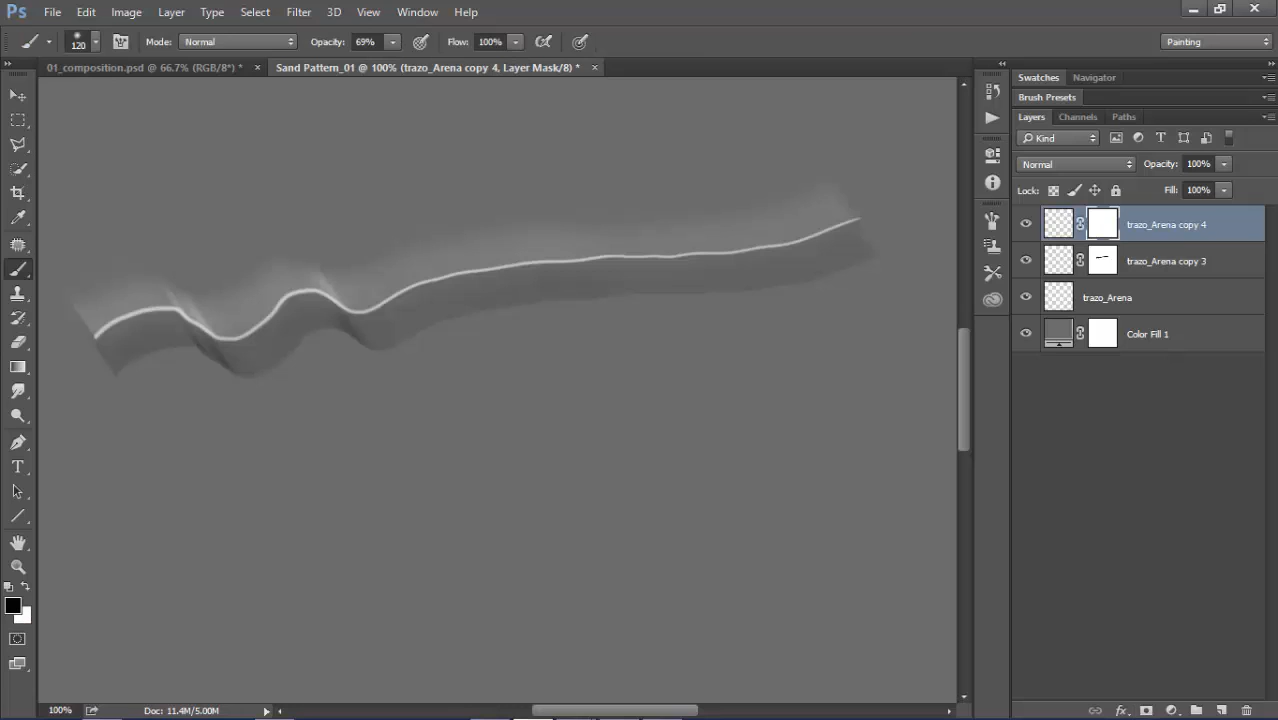 Ps File Edit Image Layer Type Select Filter 3D View Window Help
120 Mode: Normal Opacity: 69% Flow: 100% Painting
01_composition.psd @ 66.7% (RGB/8*) * × Sand Pattern_01 @ 100% (trazo_Arena copy 4, Layer Mask/8) * ×
Swatches Navigator
Brush Presets
Layers Channels Paths
Kind
Normal Opacity: 100%
Lock: Fill: 100%
trazo_Arena copy 4
trazo_Arena copy 3
trazo_Arena
Color Fill 1
100% Doc: 11.4M/5.00M